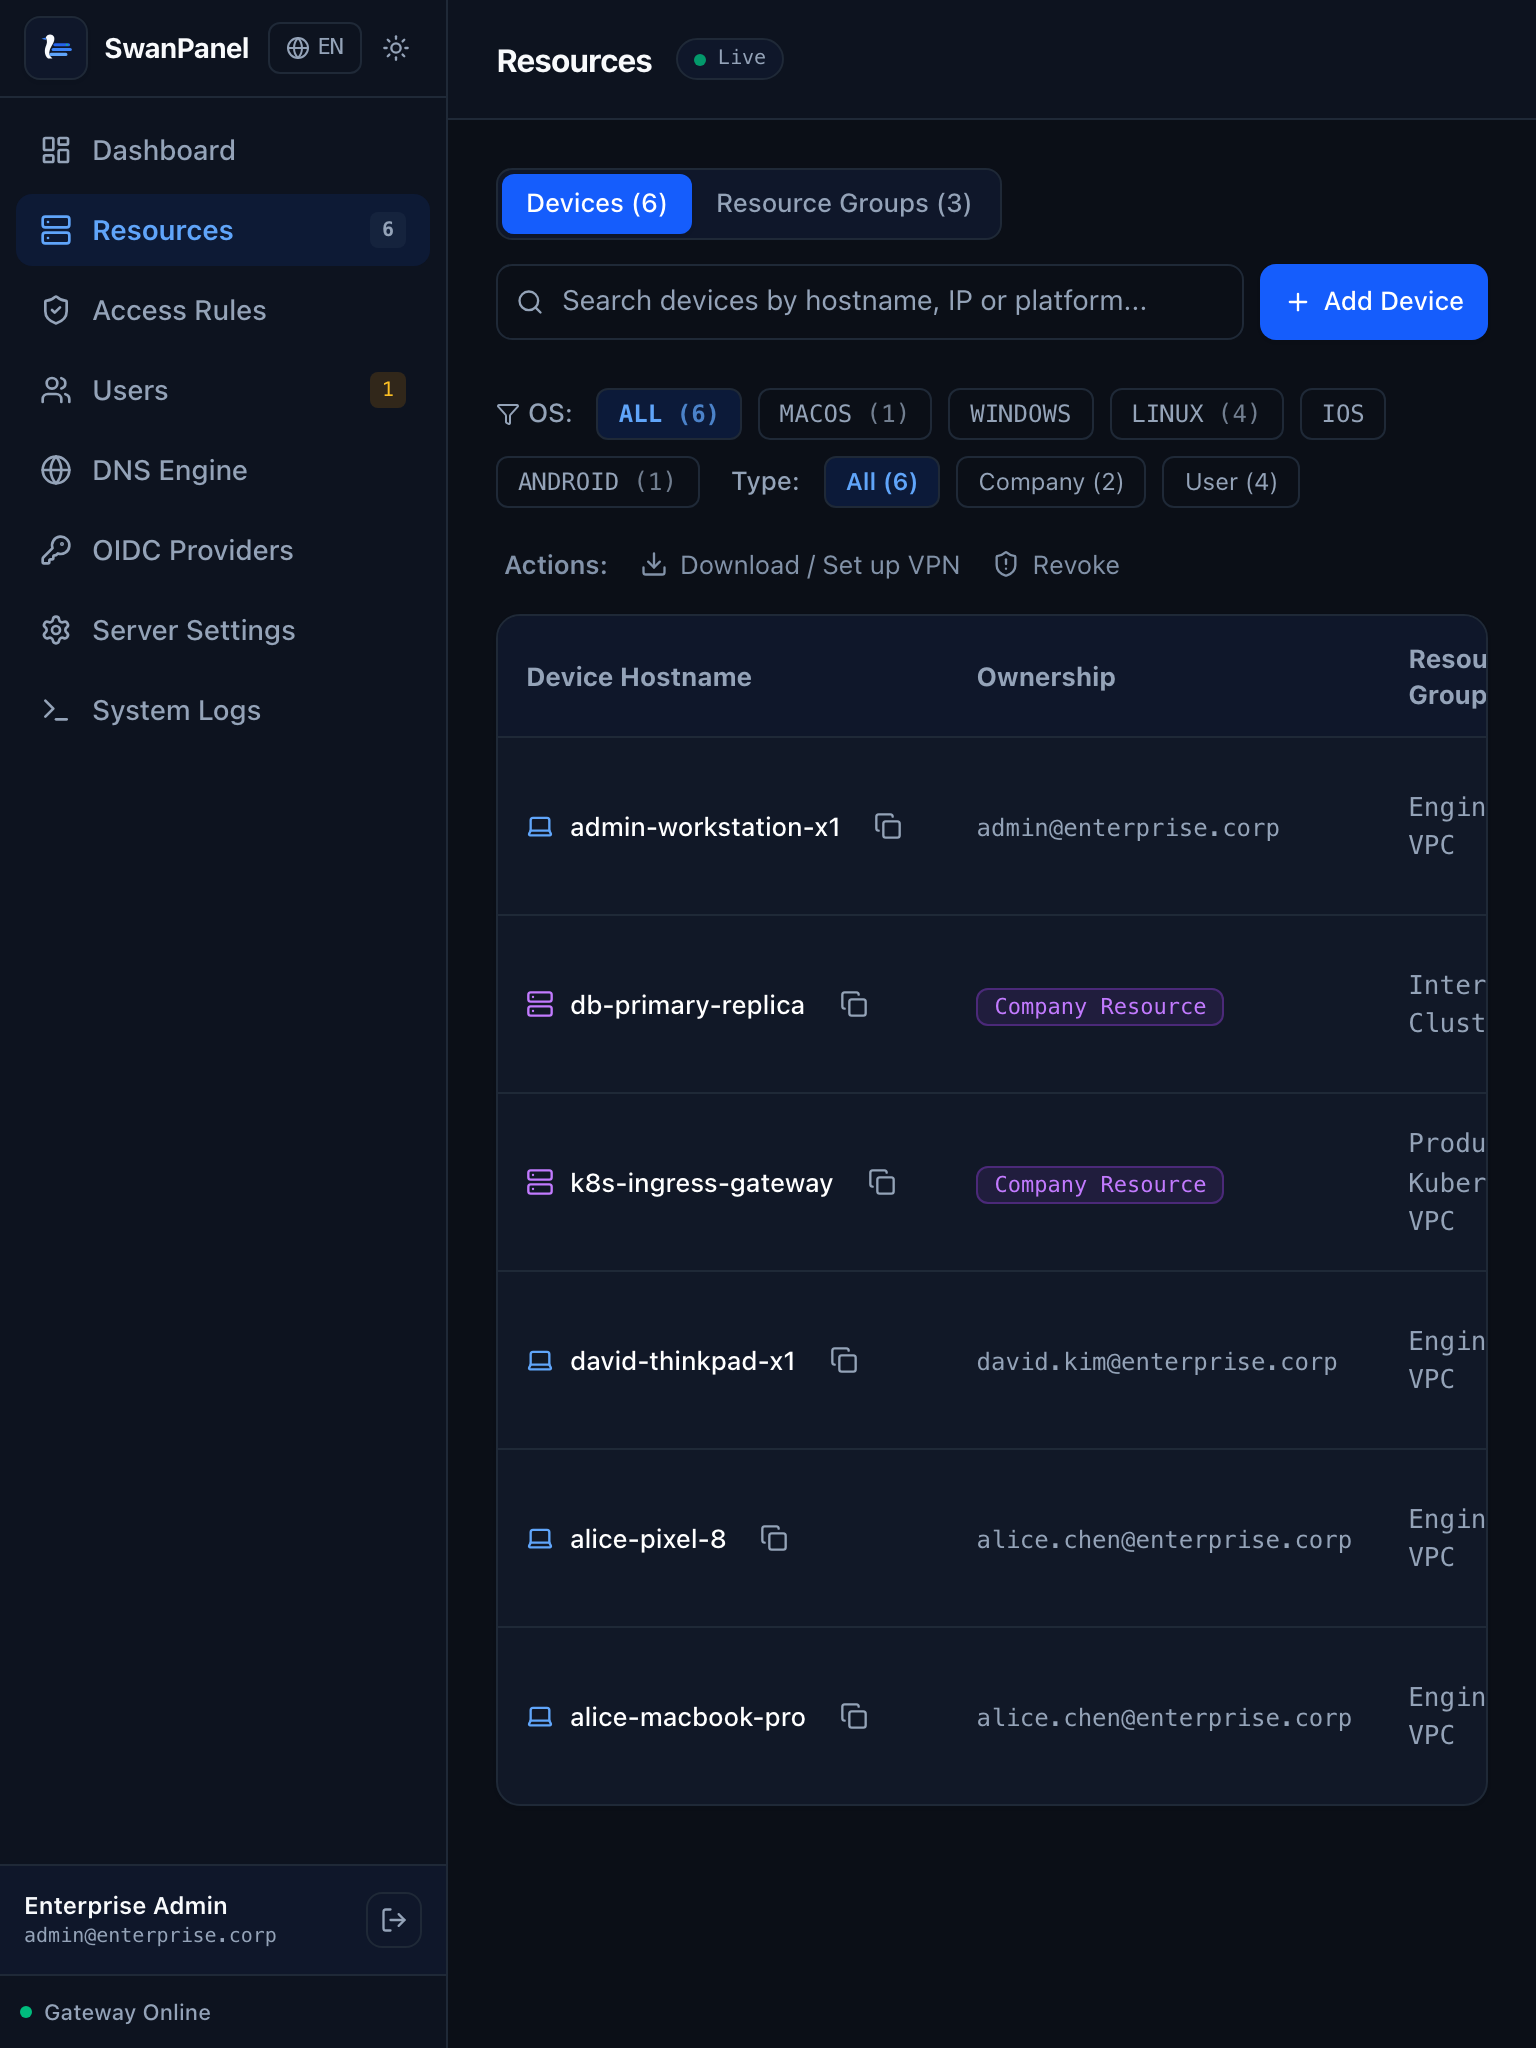 SwanPanel
EN
Dashboard
Resources
6
Access Rules
Users
1
DNS Engine
OIDC Providers
Server Settings
System Logs
Enterprise Admin
admin@enterprise.corp
Gateway Online
Resources
Live
Devices (6)
Resource Groups (3)
Search devices by hostname, IP or platform...
Add Device
OS:
ALL (6)
MACOS (1)
WINDOWS
LINUX (4)
IOS
ANDROID (1)
Type:
All (6)
Company (2)
User (4)
Actions:
Download / Set up VPN
Revoke
Device Hostname
Ownership
Resou
Group
admin-workstation-x1
admin@enterprise.corp
Engin
VPC
db-primary-replica
Company Resource
Inter
Clust
k8s-ingress-gateway
Company Resource
Produ
Kuber
VPC
david-thinkpad-x1
david.kim@enterprise.corp
Engin
VPC
alice-pixel-8
alice.chen@enterprise.corp
Engin
VPC
alice-macbook-pro
alice.chen@enterprise.corp
Engin
VPC